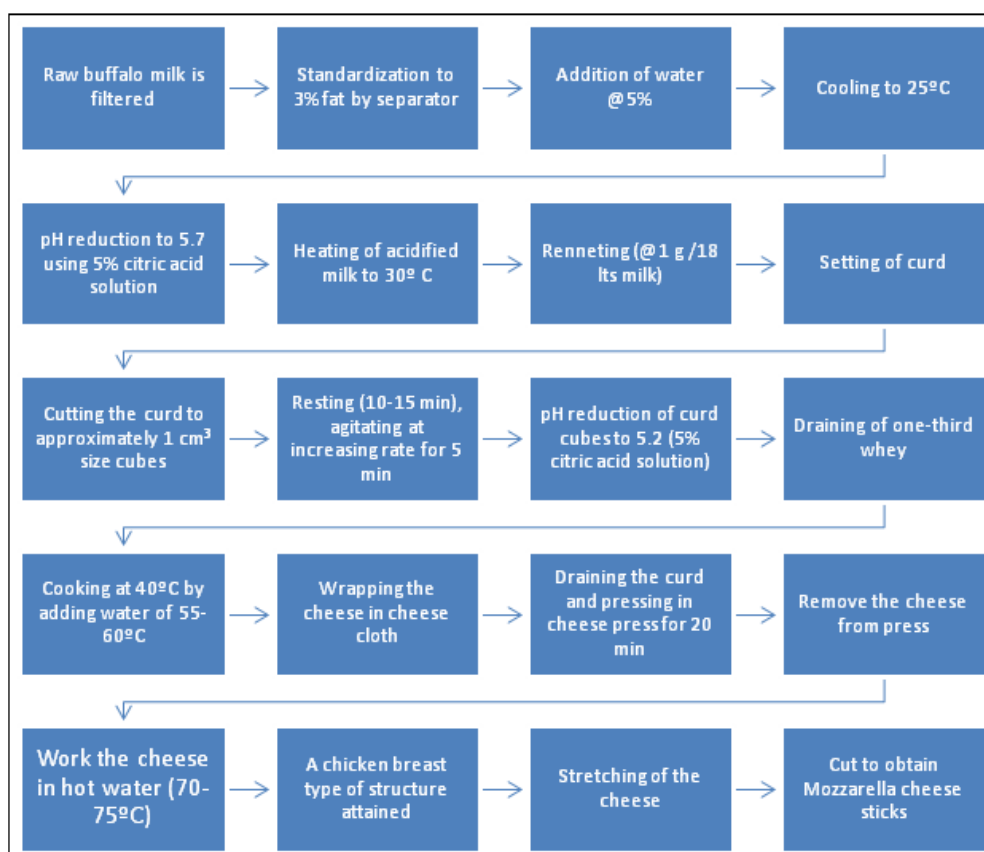 Raw buffalo milk is
filtered
Standardization to
3% fat by separator
Addition of water
@ 5%
Cooling to 25ºC
pH reduction to 5.7
using 5% citric acid
solution
Heating of acidified
milk to 30º C
Renneting (@ 1 g /18
lts milk)
Setting of curd
Cutting the curd to
approximately 1 cm³
size cubes
Resting (10-15 min),
agitating at
increasing rate for 5
min
pH reduction of curd
cubes to 5.2 (5%
citric acid solution)
Draining of one-third
whey
Cooking at 40ºC by
adding water of 55-
60ºC
Wrapping the
cheese in cheese
cloth
Draining the curd
and pressing in
cheese press for 20
min
Remove the cheese
from press
Work the cheese
in hot water (70-
75ºC)
A chicken breast
type of structure
attained
Stretching of the
cheese
Cut to obtain
Mozzarella cheese
sticks